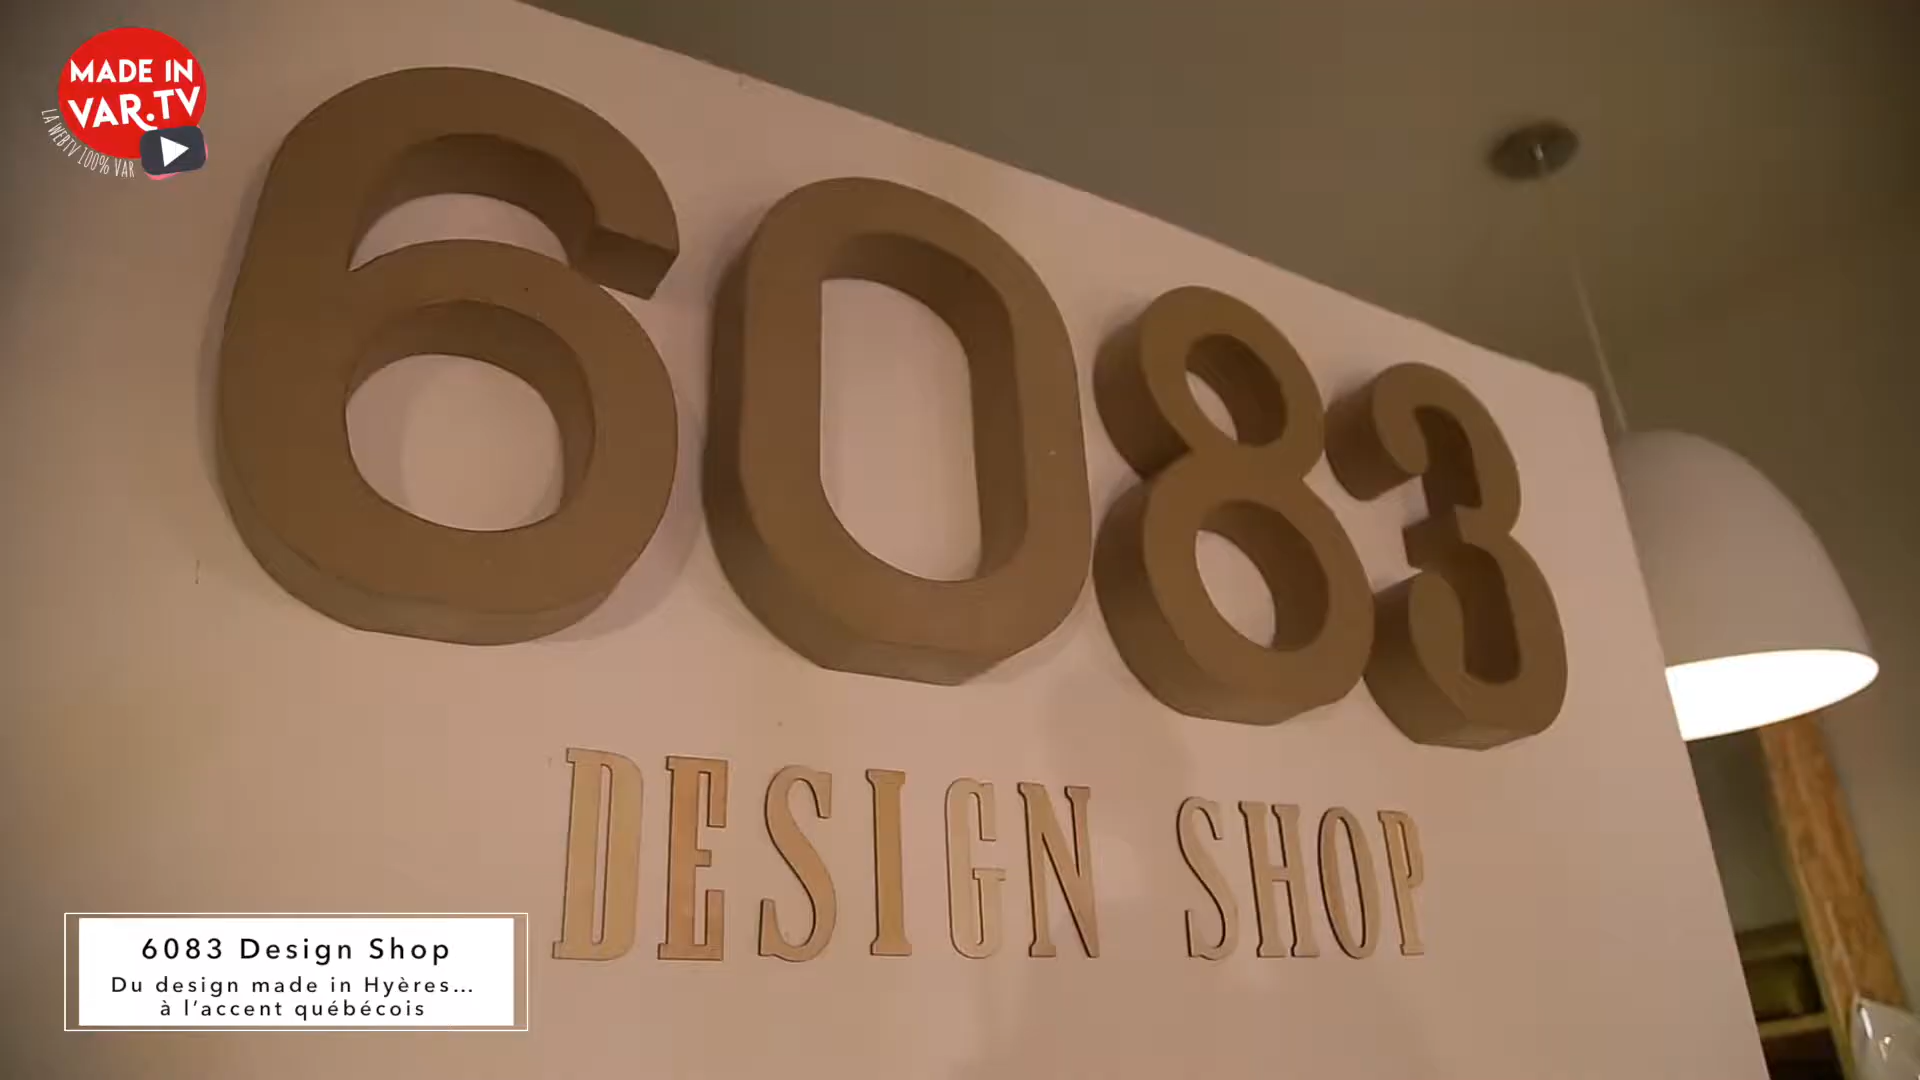 MADE IN
VAR.TV
LA WEBTV 100% VAR
6083
DESIGN SHOP
6083 Design Shop
Du design made in Hyères...
à l'accent québécois